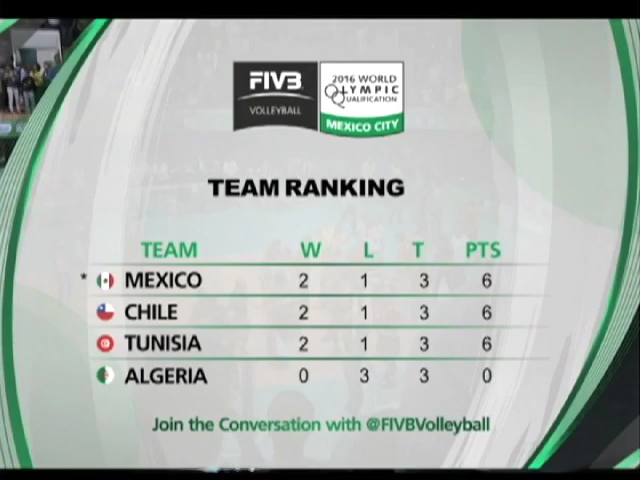 FIVB
VOLLEYBALL
2016 WORLD
OLYMPIC
QUALIFICATION
MEXICO CITY
TEAM RANKING
TEAM W L T PTS
* MEXICO 2 1 3 6
CHILE 2 1 3 6
TUNISIA 2 1 3 6
ALGERIA 0 3 3 0
Join the Conversation with @FIVBVolleyball